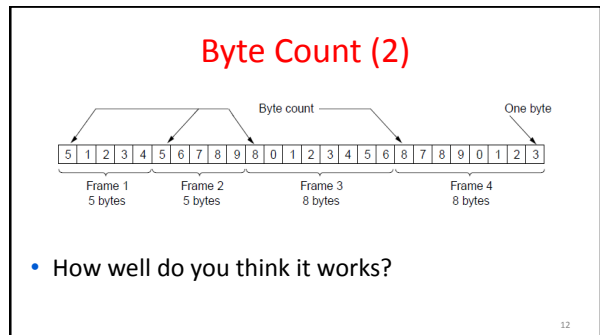 Byte Count (2)
Byte count One byte
5 1 2 3 4 5 6 7 8 9 8 0 1 2 3 4 5 6 8 7 8 9 0 1 2 3
Frame 1 Frame 2 Frame 3 Frame 4
5 bytes 5 bytes 8 bytes 8 bytes
• How well do you think it works?
12